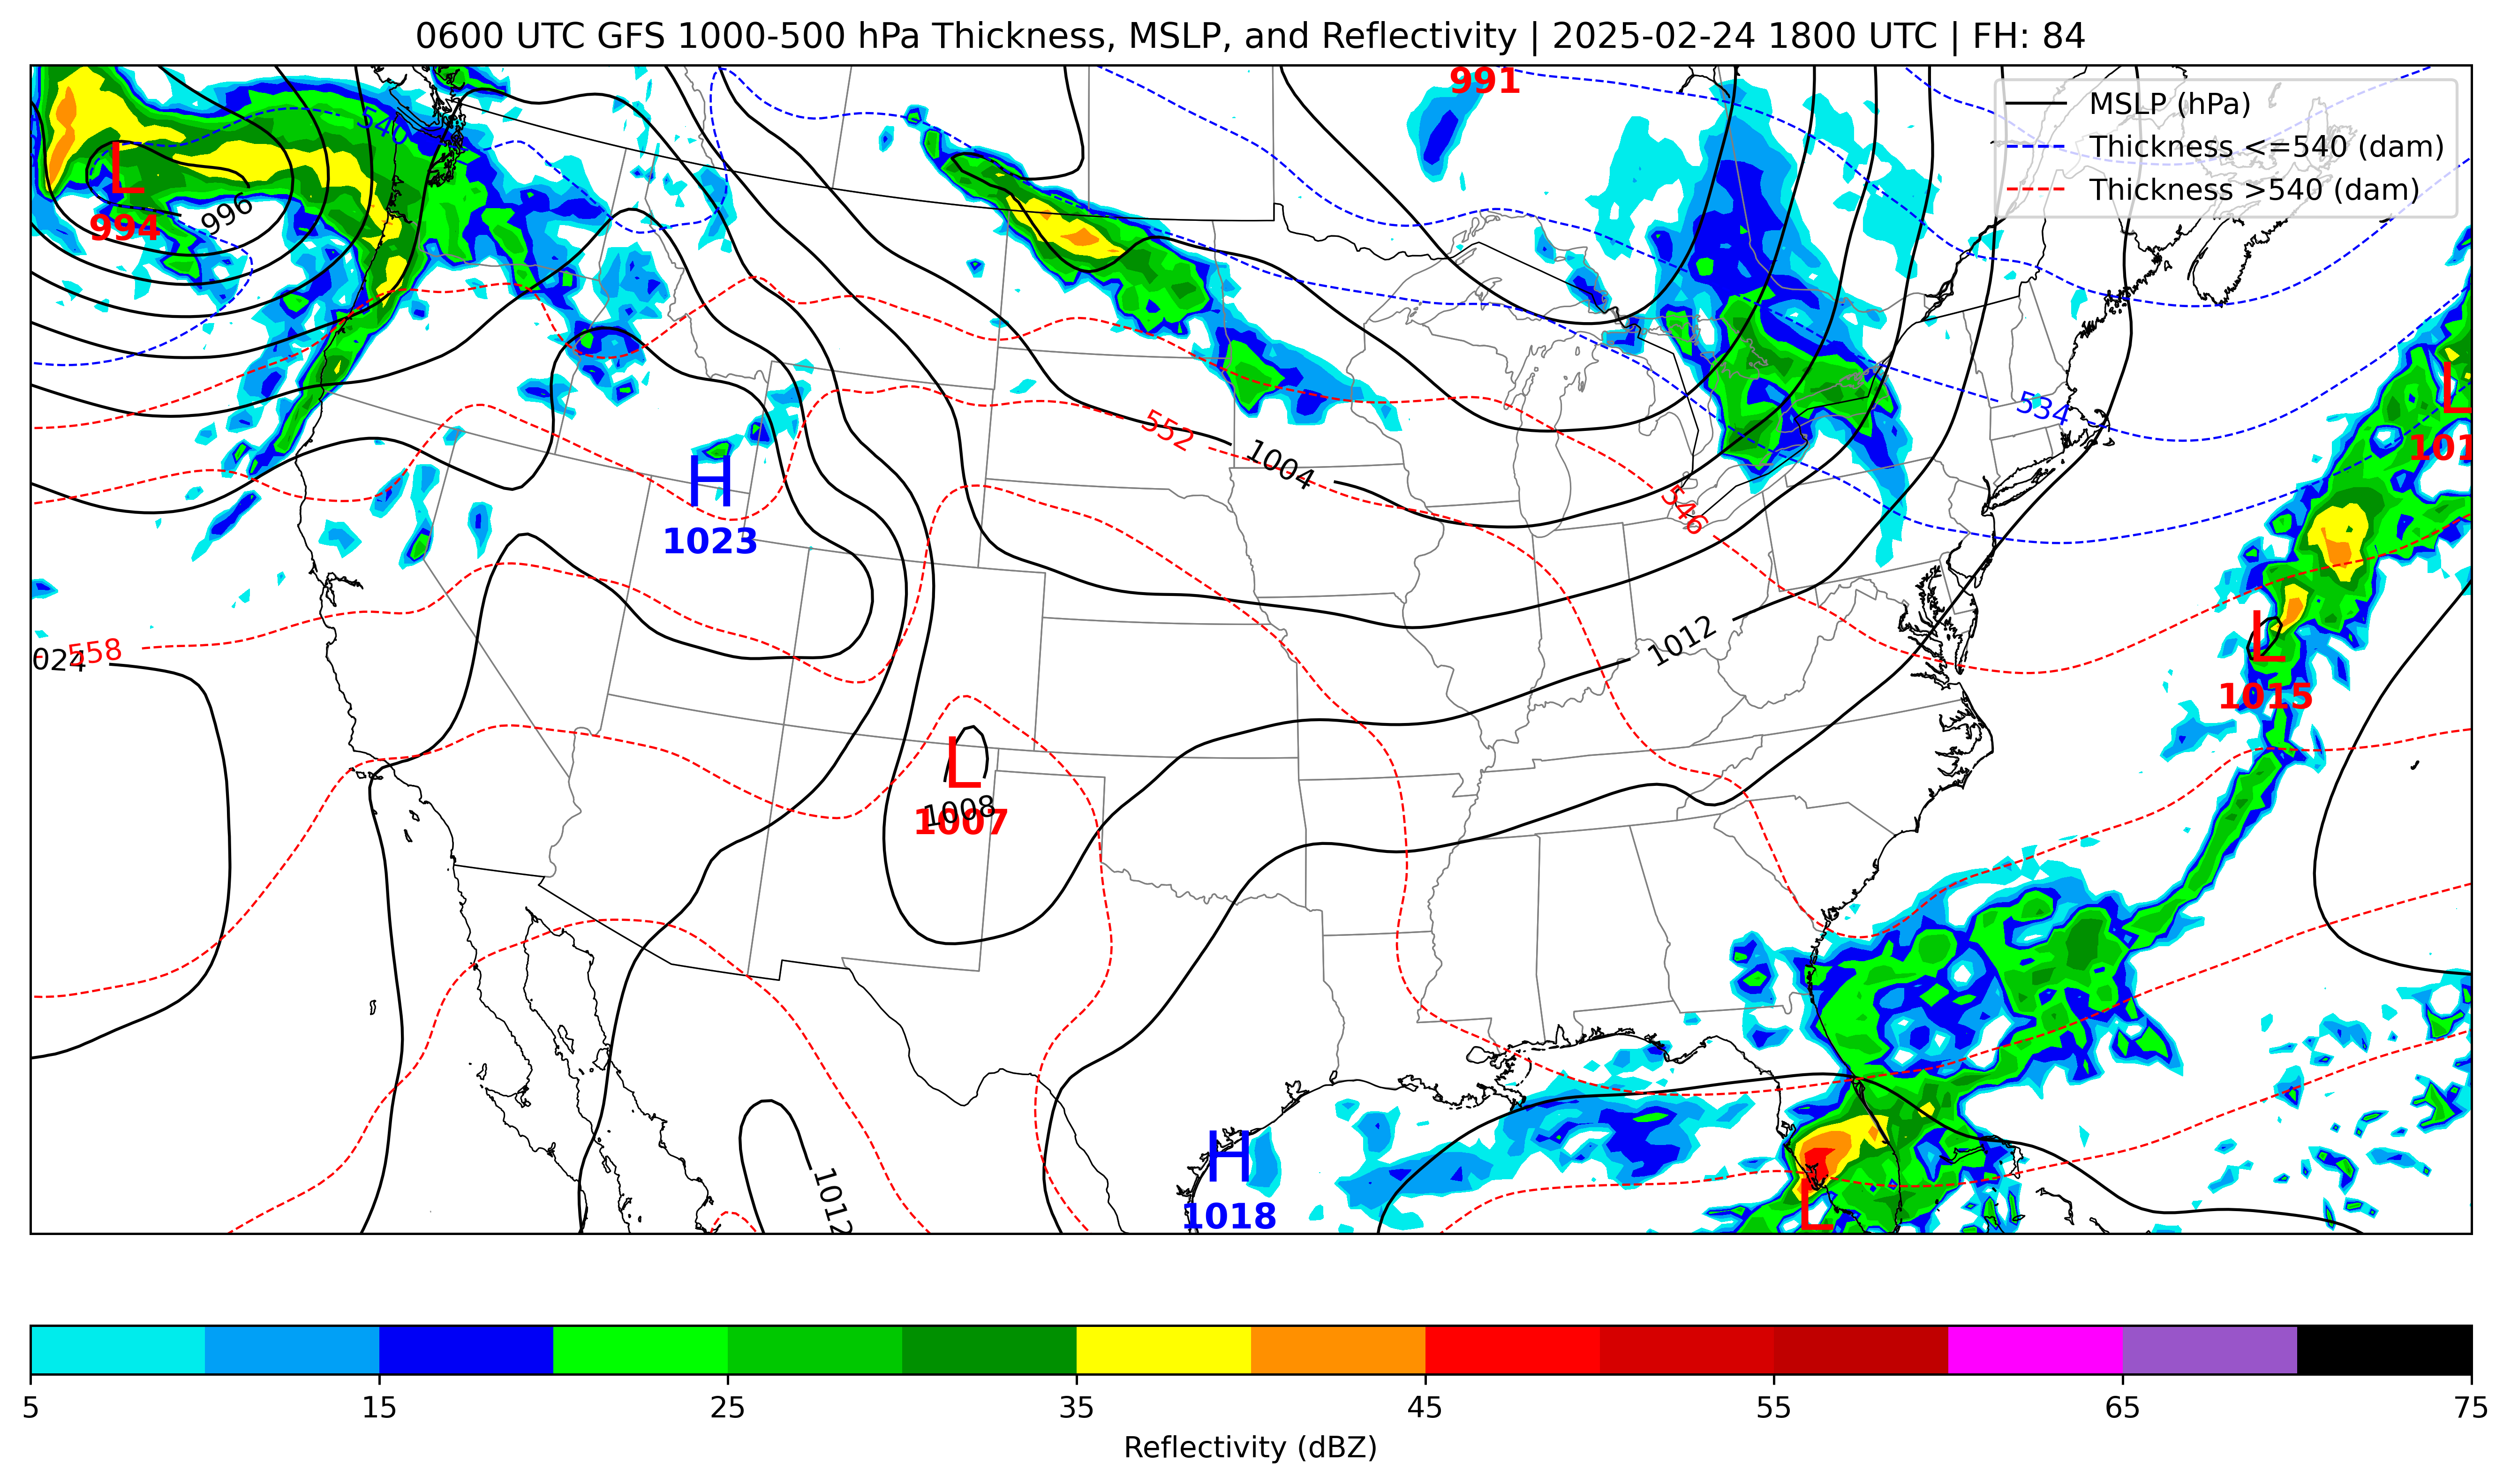 0600 UTC GFS 1000-500 hPa Thickness, MSLP, and Reflectivity | 2025-02-24 1800 UTC | FH: 84
991
MSLP (hPa)
Thickness <=540 (dam)
Thickness >540 (dam)
540
L
994
996
L
101
534
552
1004
H
1023
546
L
1015
1012
024
558
L
1008
1007
H
1018
1012
L
5 15 25 35 45 55 65 75
Reflectivity (dBZ)